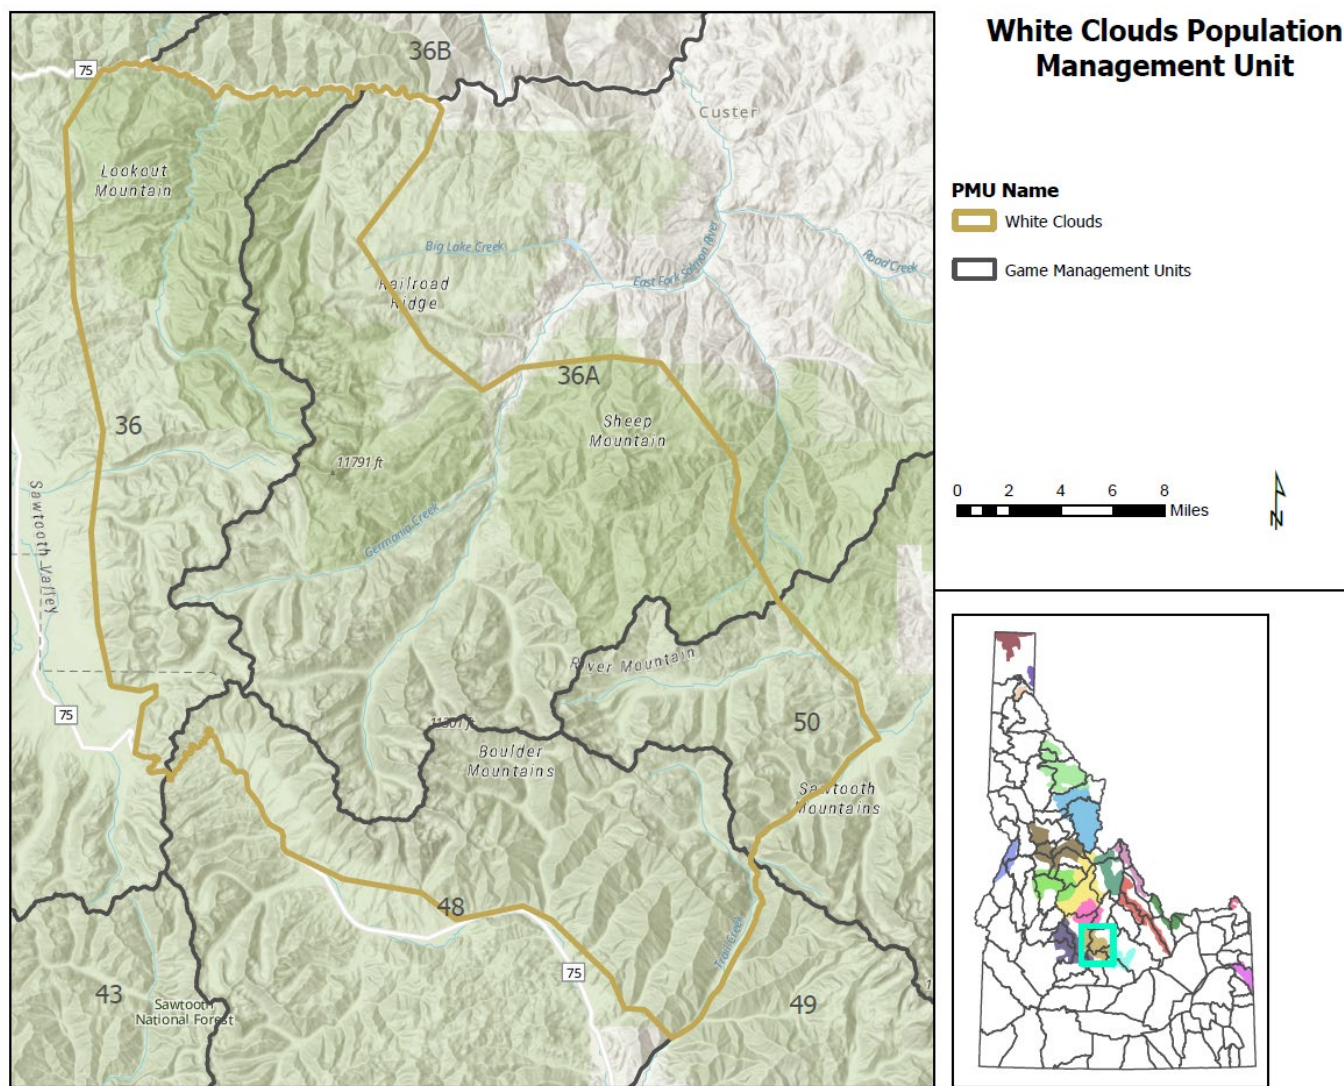 White Clouds Population
Management Unit
PMU Name
White Clouds
Game Management Units
0 2 4 6 8
Miles
N
36B
75
Custer
Lookout
Mountain
Big Lake Creek
East Fork Salmon River
Road Creek
Railroad
Ridge
36A
36
Sheep
Mountain
11791 ft
Sawtooth Valley
Germania Creek
River Mountain
75
50
Boulder
Mountains
Sawtooth
Mountains
48
Trail Creek
75
43
Sawtooth
National Forest
49